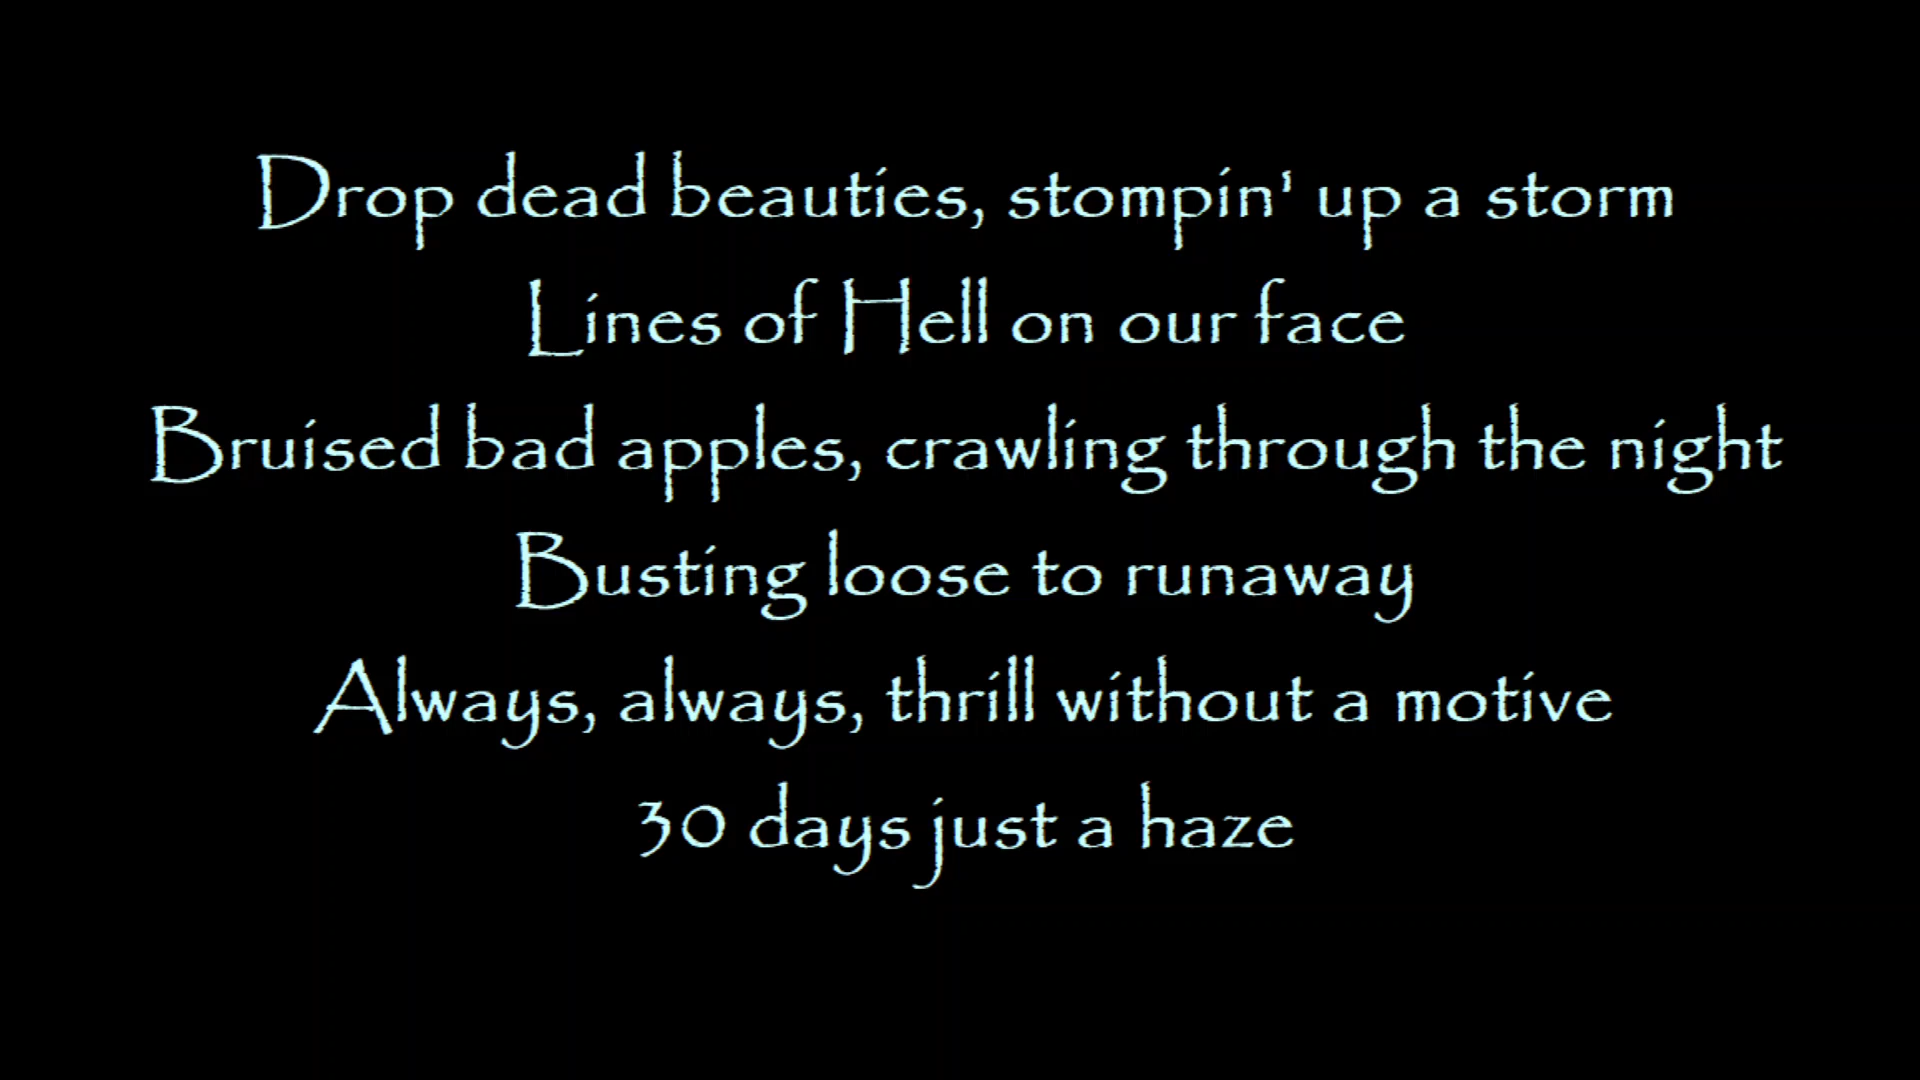 Drop dead beauties, stompin' up a storm
Lines of Hell on our face
Bruised bad apples, crawling through the night
Busting loose to runaway
Always, always, thrill without a motive
30 days just a haze